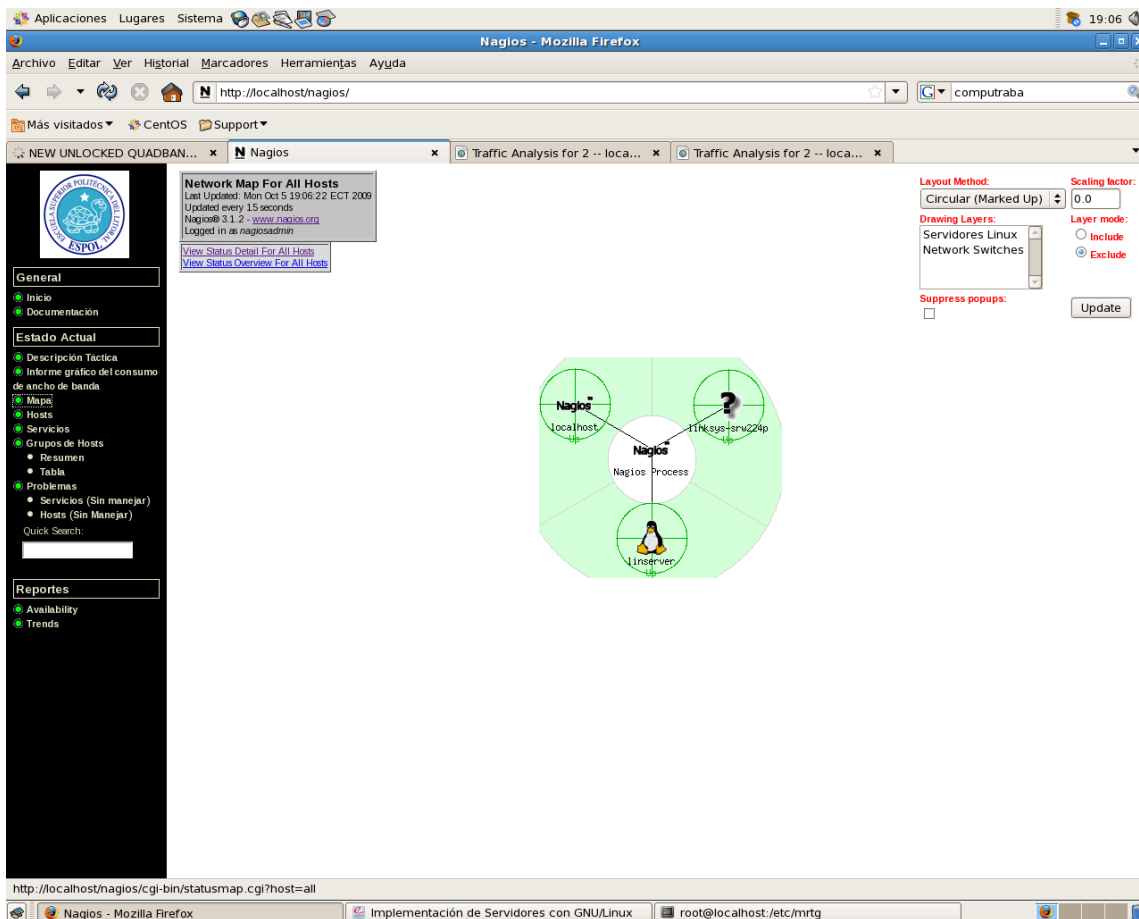 Aplicaciones Lugares Sistema 19:06
Nagios - Mozilla Firefox
Archivo Editar Ver Historial Marcadores Herramientas Ayuda
N http://localhost/nagios/ G computraba
Más visitados CentOS Support
NEW UNLOCKED QUADBAN... N Nagios Traffic Analysis for 2 -- loca... Traffic Analysis for 2 -- loca...
ESCUELA SUPERIOR POLITECNICA DEL LITORAL
ESPOL
General
Inicio
Documentación
Estado Actual
Descripción Táctica
Informe gráfico del consumo
de ancho de banda
Mapa
Hosts
Servicios
Grupos de Hosts
Resumen
Tabla
Problemas
Servicios (Sin manejar)
Hosts (Sin Manejar)
Quick Search:
Reportes
Availability
Trends
Network Map For All Hosts
Last Updated: Mon Oct 5 19:06:22 ECT 2009
Updated every 15 seconds
Nagios® 3.1.2 - www.nagios.org
Logged in as nagiosadmin
View Status Detail For All Hosts
View Status Overview For All Hosts
Layout Method: Scaling factor:
Circular (Marked Up) 0.0
Drawing Layers: Layer mode:
Servidores Linux Include
Network Switches Exclude
Suppress popups: Update
Nagios ?
localhost linksys-srw224p
Up Up
Nagios
Nagios Process
linserver
Up
http://localhost/nagios/cgi-bin/statusmap.cgi?host=all
Nagios - Mozilla Firefox Implementación de Servidores con GNU/Linux root@localhost:/etc/mrtg